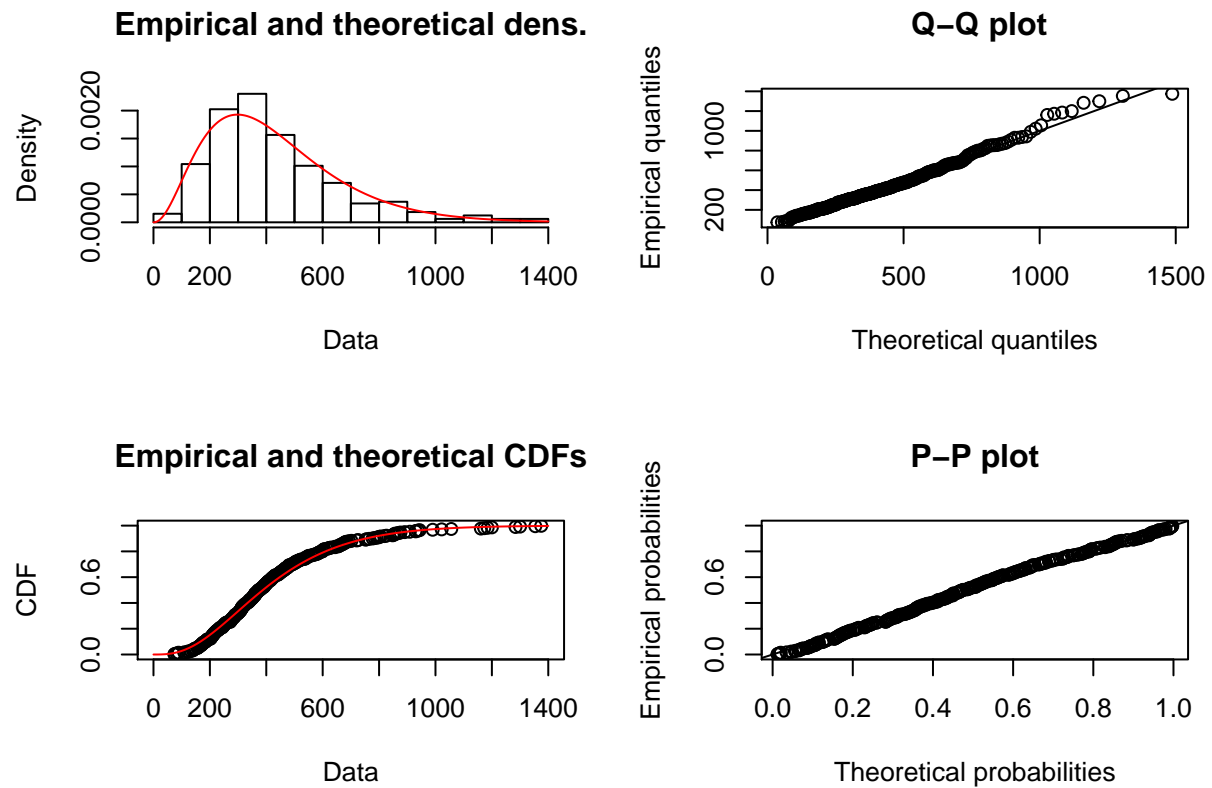 Empirical and theoretical dens.
Density
0.0000 0.0020
0 200 600 1000 1400
Data
Q−Q plot
Empirical quantiles
200 1000
0 500 1000 1500
Theoretical quantiles
Empirical and theoretical CDFs
CDF
0.0 0.6
0 200 600 1000 1400
Data
P−P plot
Empirical probabilities
0.0 0.6
0.0 0.2 0.4 0.6 0.8 1.0
Theoretical probabilities